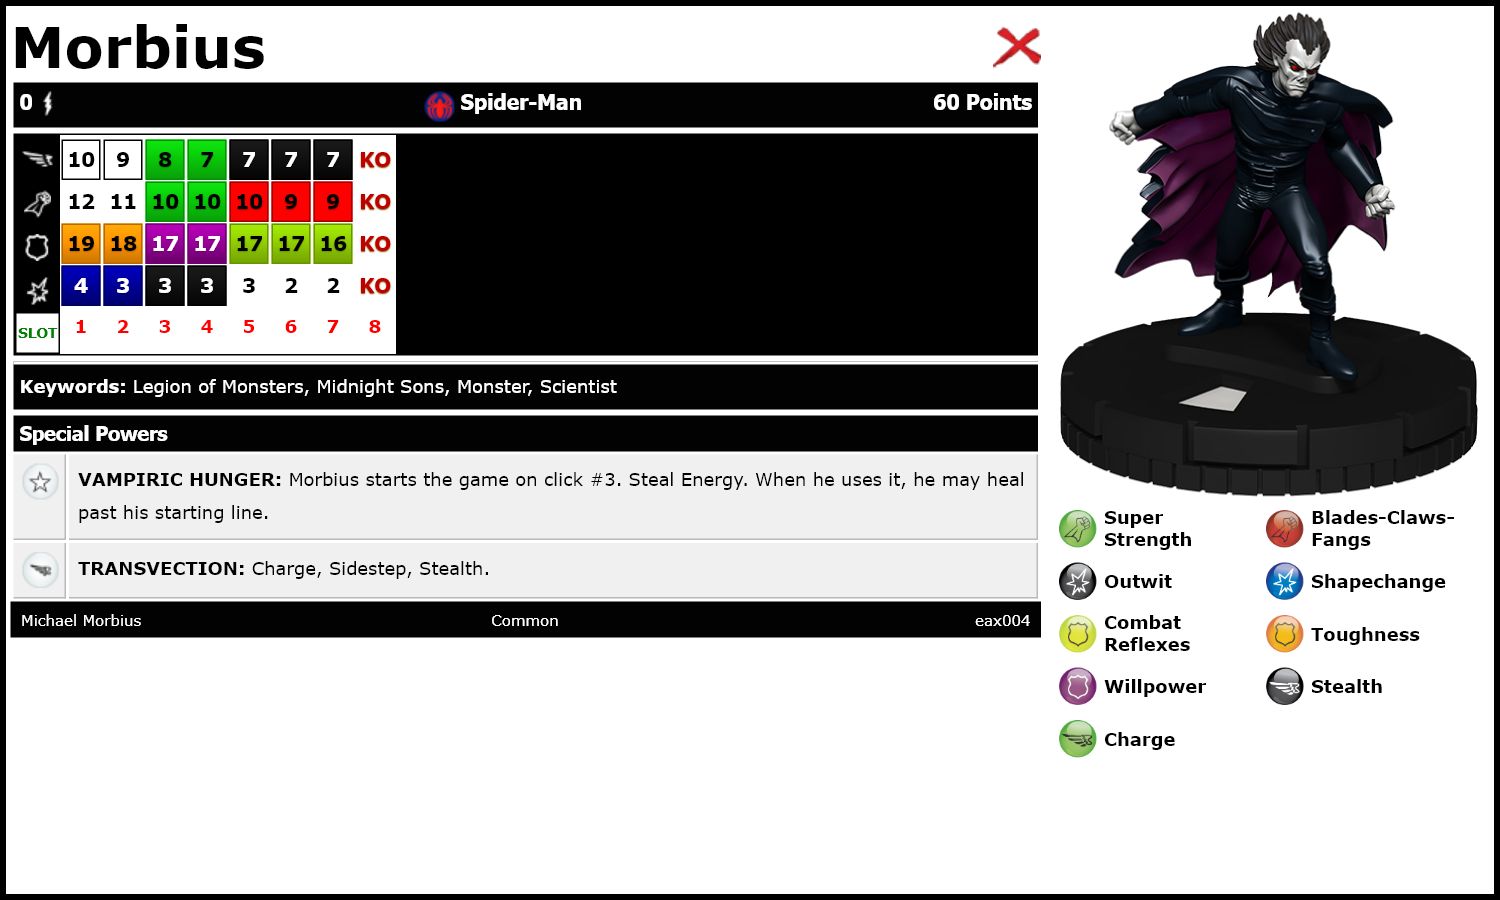 Morbius
0 Spider-Man 60 Points
10 9 8 7 7 7 7 KO
12 11 10 10 10 9 9 KO
19 18 17 17 17 17 16 KO
4 3 3 3 3 2 2 KO
SLOT 1 2 3 4 5 6 7 8
Keywords: Legion of Monsters, Midnight Sons, Monster, Scientist
Special Powers
VAMPIRIC HUNGER: Morbius starts the game on click #3. Steal Energy. When he uses it, he may heal
past his starting line.
TRANSVECTION: Charge, Sidestep, Stealth.
Michael Morbius Common eax004
Super
Strength
Blades-Claws-
Fangs
Outwit
Shapechange
Combat
Reflexes
Toughness
Willpower
Stealth
Charge